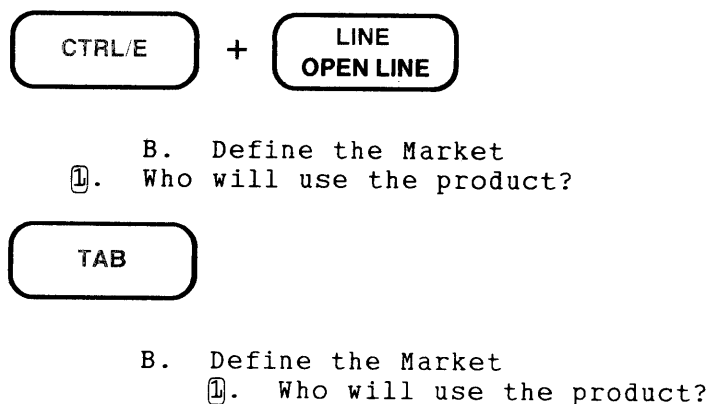 CTRL/E + LINE
OPEN LINE
B. Define the Market
1. Who will use the product?
TAB
B. Define the Market
1. Who will use the product?